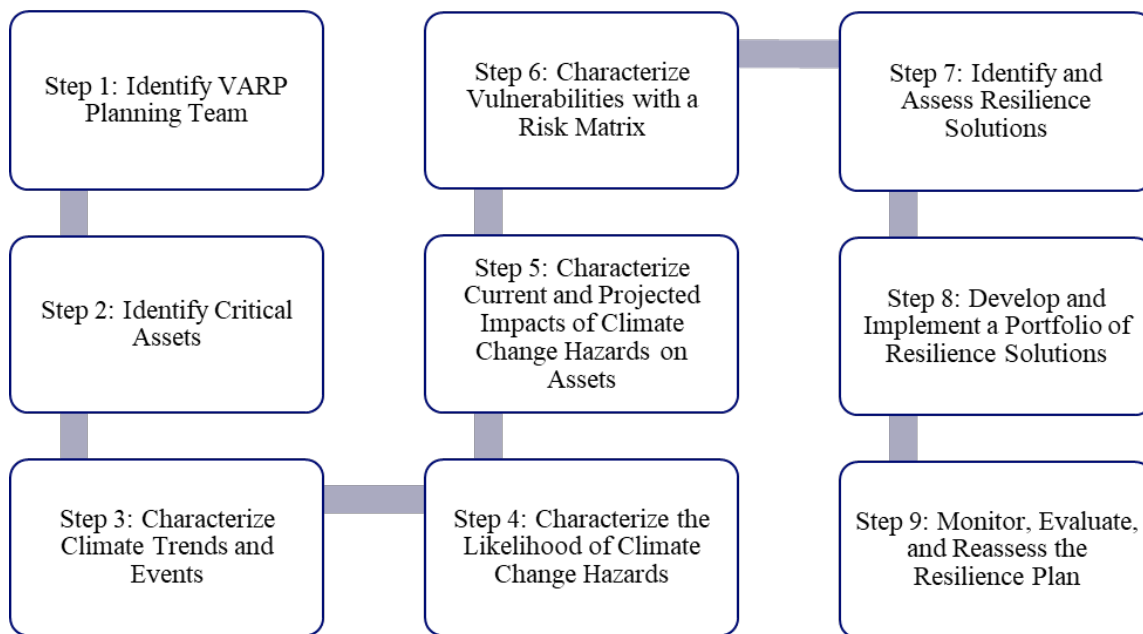 Step 1: Identify VARP
Planning Team
Step 2: Identify Critical
Assets
Step 3: Characterize
Climate Trends and
Events
Step 4: Characterize the
Likelihood of Climate
Change Hazards
Step 5: Characterize
Current and Projected
Impacts of Climate
Change Hazards on
Assets
Step 6: Characterize
Vulnerabilities with a
Risk Matrix
Step 7: Identify and
Assess Resilience
Solutions
Step 8: Develop and
Implement a Portfolio of
Resilience Solutions
Step 9: Monitor, Evaluate,
and Reassess the
Resilience Plan